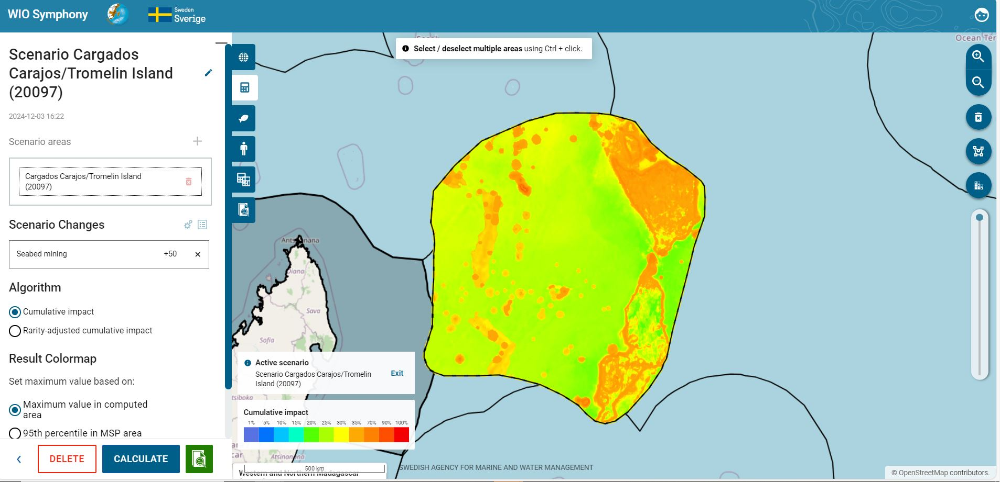 WIO Symphony
Sweden
Sverige
Scenario Cargados
Carajos/Tromelin Island
(20097)
2024-12-03 16:22
Scenario areas
Cargados Carajos/Tromelin Island
(20097)
Scenario Changes
Seabed mining +50
Algorithm
Cumulative impact
Rarity-adjusted cumulative impact
Result Colormap
Set maximum value based on:
Maximum value in computed
area
95th percentile in MSP area
DELETE
CALCULATE
Select / deselect multiple areas using Ctrl + click.
Diana
Sava
Sofia
Active scenario
Scenario Cargados Carajos/Tromelin
Island (20097)
Exit
Cumulative impact
1% 5% 10% 15% 20% 25% 30% 35% 70% 90% 100%
Atsinanana
500 km
Western and Northern Madagascar
SWEDISH AGENCY FOR MARINE AND WATER MANAGEMENT
© OpenStreetMap contributors.